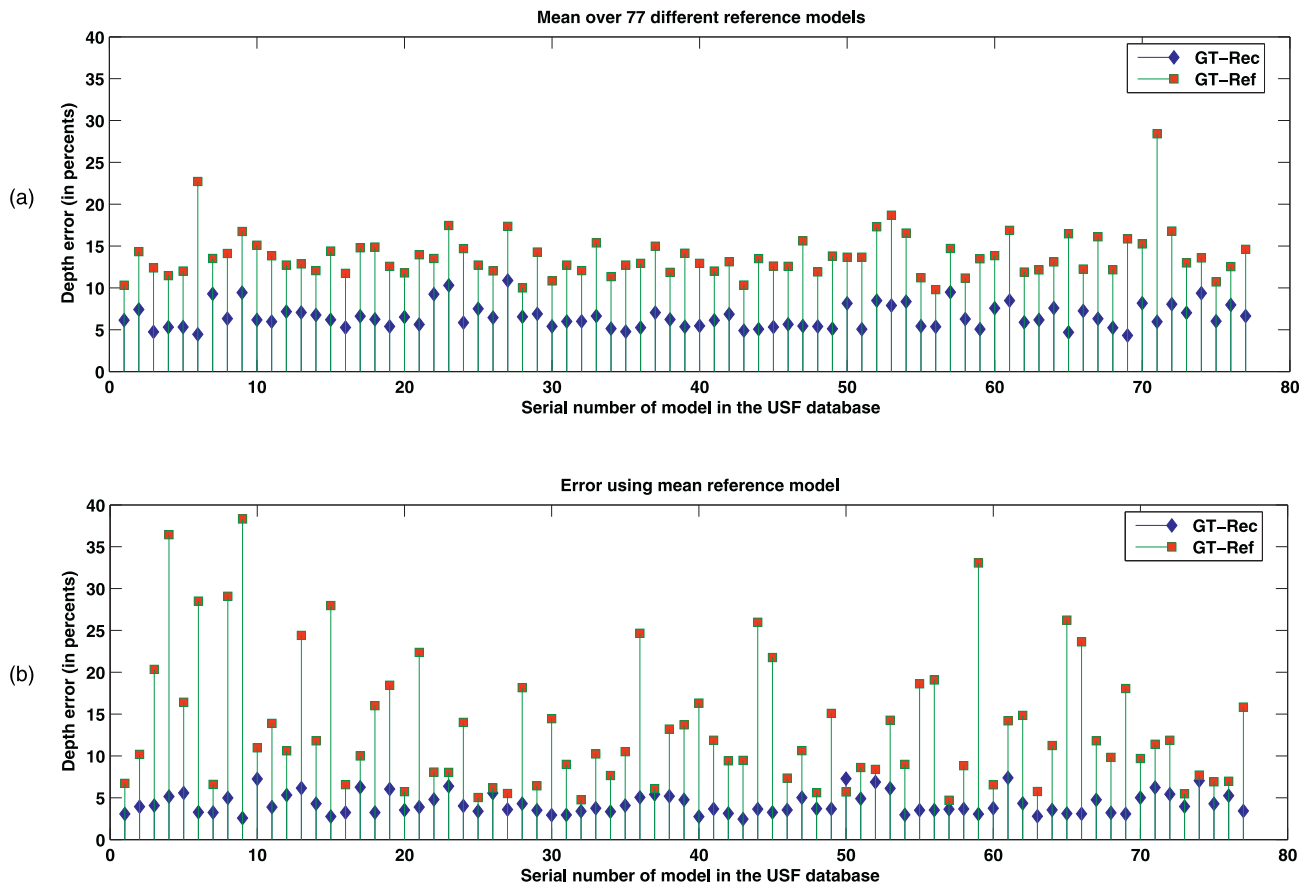 Mean over 77 different reference models
40
35
30
25
20
15
10
5
0
Depth error (in percents)
(a)
GT-Rec
GT-Ref
0 10 20 30 40 50 60 70 80
Serial number of model in the USF database
Error using mean reference model
40
35
30
25
20
15
10
5
0
Depth error (in percents)
(b)
GT-Rec
GT-Ref
0 10 20 30 40 50 60 70 80
Serial number of model in the USF database